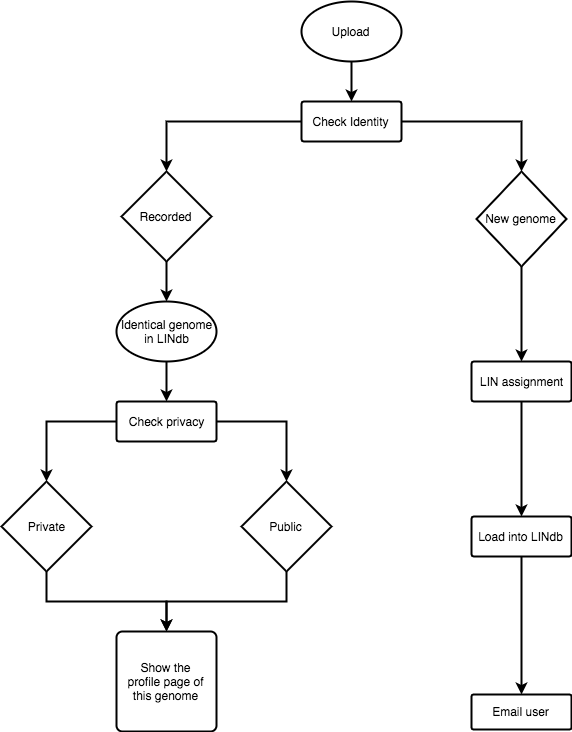 Upload
Check Identity
Recorded
New genome
Identical genome
in LINdb
LIN assignment
Check privacy
Private
Public
Load into LINdb
Show the
profile page of
this genome
Email user